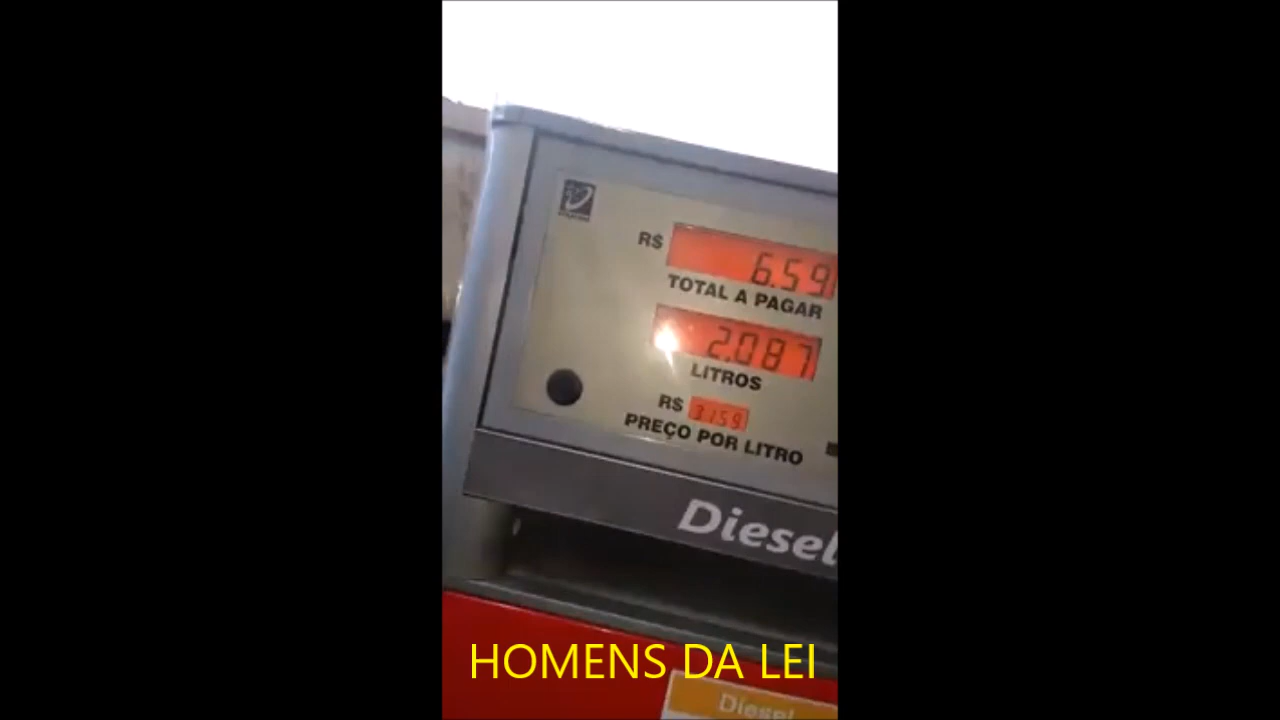 R$ 6.59
TOTAL A PAGAR
2.087
LITROS
R$ 3.159
PREÇO POR LITRO
Diesel
HOMENS DA LEI
Diesel